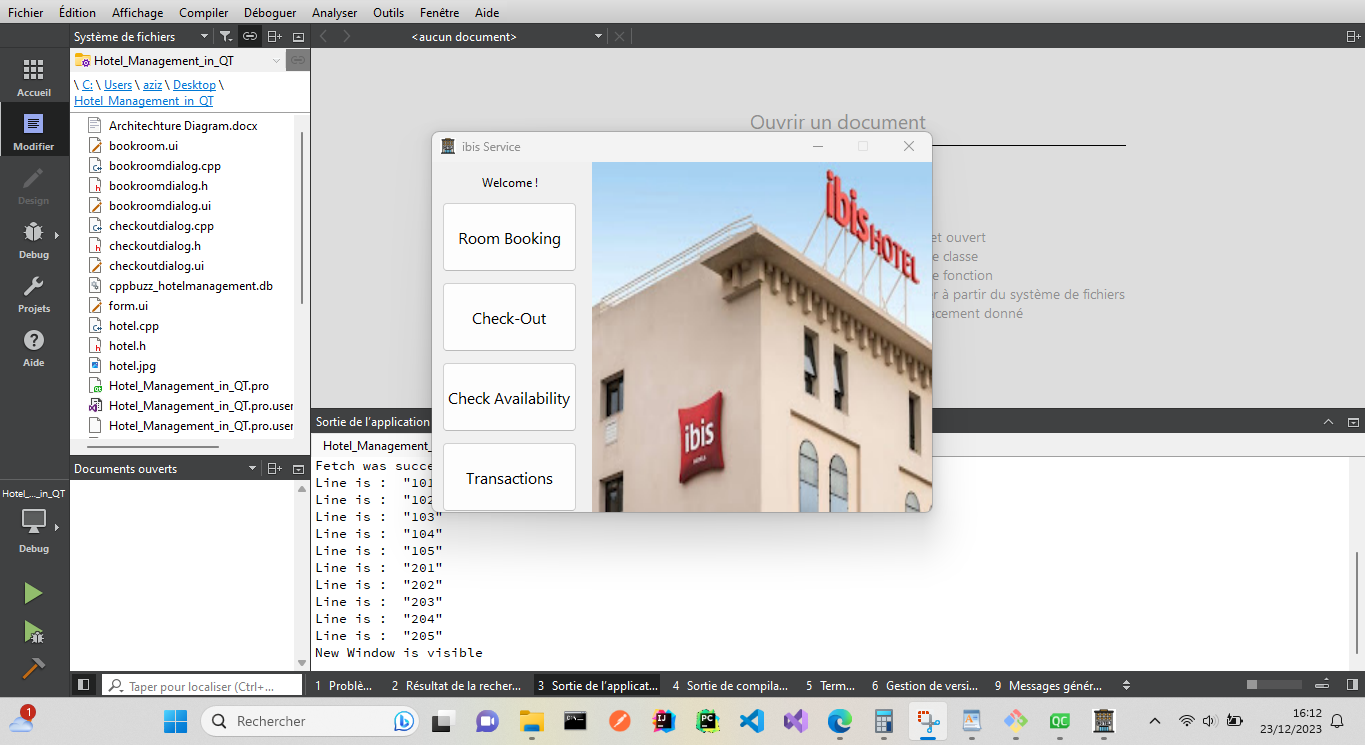 Fichier Édition Affichage Compiler Déboguer Analyser Outils Fenêtre Aide
Système de fichiers
<aucun document>
Accueil
Modifier
Design
Debug
Projets
Aide
Hotel_..._in_QT
Debug
Hotel_Management_in_QT
\ C: \ Users \ aziz \ Desktop \
Hotel_Management_in_QT
Architechture Diagram.docx
bookroom.ui
bookroomdialog.cpp
bookroomdialog.h
bookroomdialog.ui
checkoutdialog.cpp
checkoutdialog.h
checkoutdialog.ui
cppbuzz_hotelmanagement.db
form.ui
hotel.cpp
hotel.h
hotel.jpg
Hotel_Management_in_QT.pro
Hotel_Management_in_QT.pro.user
Hotel_Management_in_QT.pro.user
Documents ouverts
Ouvrir un document
et ouvert
e classe
e fonction
r à partir du système de fichiers
acement donné
ibis Service
Welcome !
Room Booking
Check-Out
Check Availability
Transactions
ibis HOTEL
ibis
HOTELS
Sortie de l'application
Hotel_Management_
Fetch was succe
Line is : "101
Line is : "102
Line is : "103"
Line is : "104"
Line is : "105"
Line is : "201"
Line is : "202"
Line is : "203"
Line is : "204"
Line is : "205"
New Window is visible
Taper pour localiser (Ctrl+...
1 Problè... 2 Résultat de la recher... 3 Sortie de l'applicat... 4 Sortie de compila... 5 Term... 6 Gestion de versi... 9 Messages génér...
1
Rechercher
IJ
PC
QC
16:12
23/12/2023